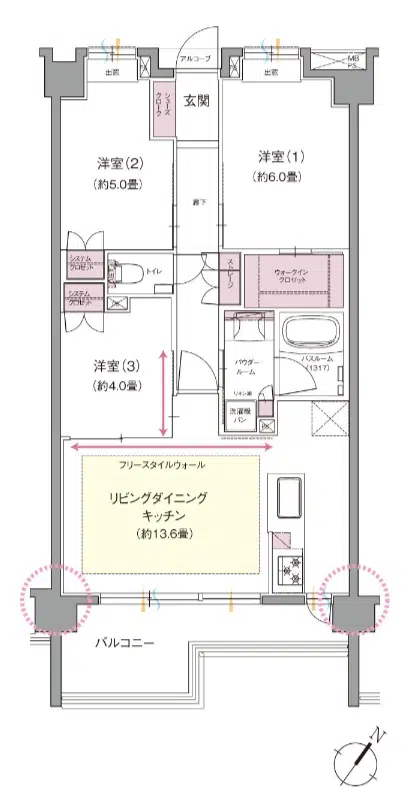 アルコーブ
MB
PS
出窓
PS
PS
出窓
シューズ
クローク
玄関
洋室(2)
(約5.0畳)
洋室(1)
(約6.0畳)
廊下
システム
クロゼット
トイレ
ストレージ
ウォークイン
クロゼット
システム
クロゼット
PS
洋室(3)
(約4.0畳)
パウダー
ルーム
バスルーム
(1317)
リネン庫
洗濯機
パン
PS
フリースタイルウォール
リビングダイニング
キッチン
(約13.6畳)
バルコニー
N